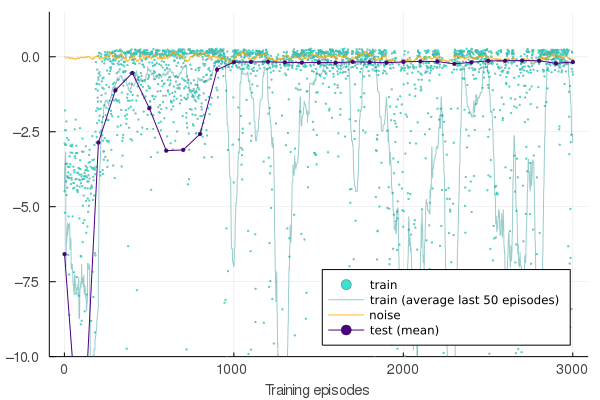 0.0
−2.5
−5.0
−7.5
−10.0
train
train (average last 50 episodes)
noise
test (mean)
0 1000 2000 3000
Training episodes